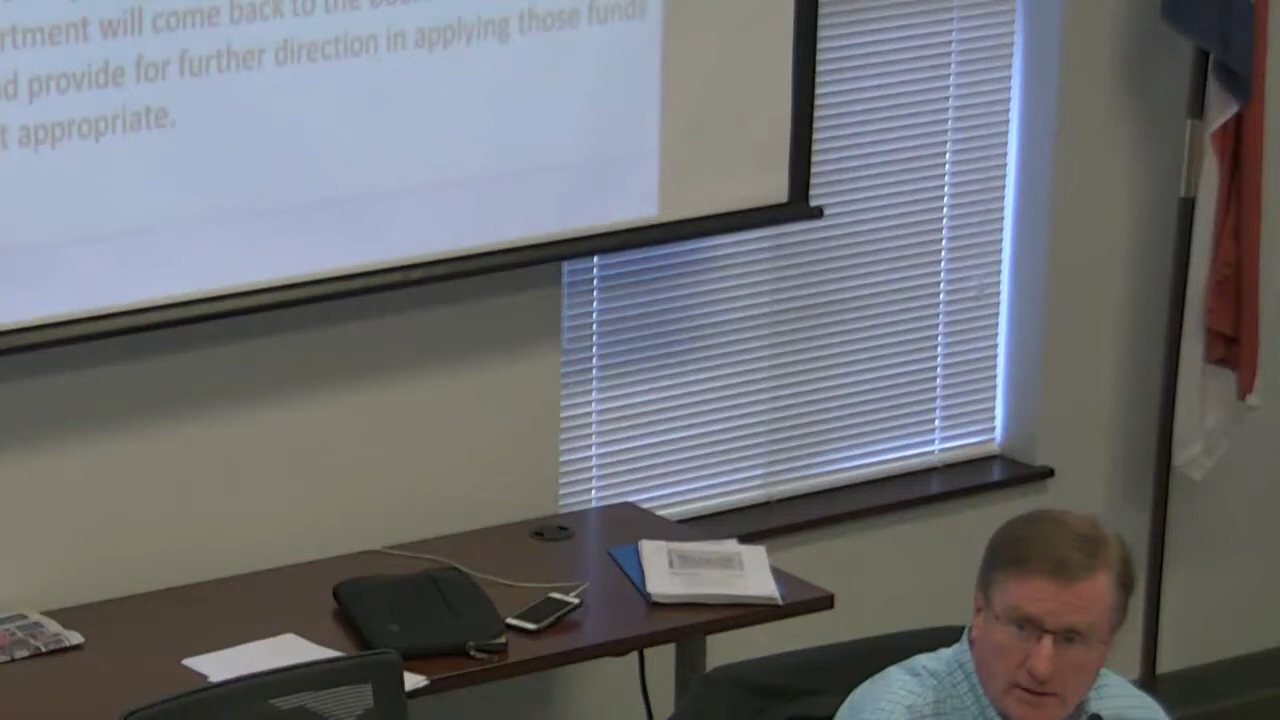 rtment will come back to the
d provide for further direction in applying those funds
t appropriate.